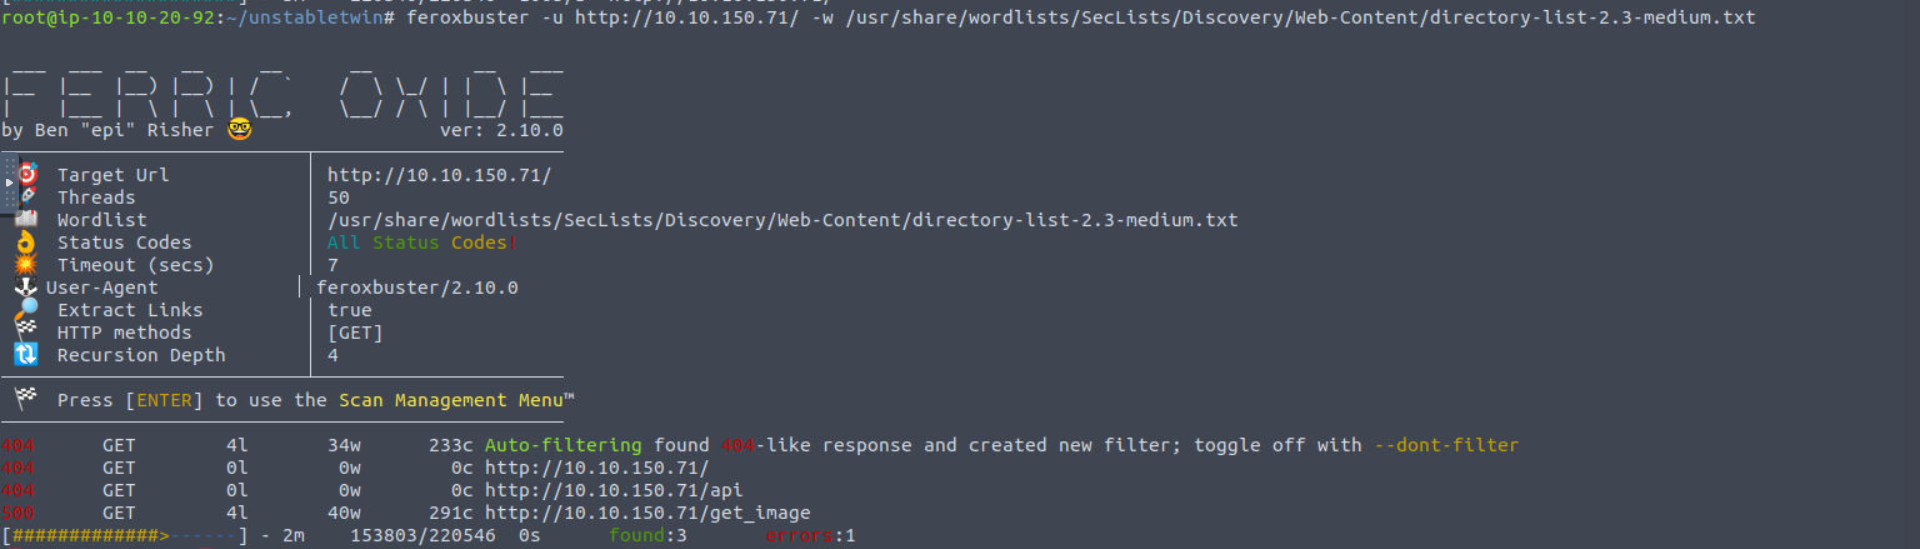 root@ip-10-10-20-92:~/unstabletwin# feroxbuster -u http://10.10.150.71/ -w /usr/share/wordlists/SecLists/Discovery/Web-Content/directory-list-2.3-medium.txt
FERRIC OXIDE
by Ben "epi" Risher 🤓 ver: 2.10.0
🎯 Target Url │ http://10.10.150.71/
🚀 Threads │ 50
📖 Wordlist │ /usr/share/wordlists/SecLists/Discovery/Web-Content/directory-list-2.3-medium.txt
👌 Status Codes │ All Status Codes!
💥 Timeout (secs) │ 7
🦡 User-Agent │ feroxbuster/2.10.0
🔎 Extract Links │ true
🏁 HTTP methods │ [GET]
🔃 Recursion Depth │ 4
🏁 Press [ENTER] to use the Scan Management Menu™
404 GET 4l 34w 233c Auto-filtering found 404-like response and created new filter; toggle off with --dont-filter
404 GET 0l 0w 0c http://10.10.150.71/
404 GET 0l 0w 0c http://10.10.150.71/api
500 GET 4l 40w 291c http://10.10.150.71/get_image
[#############>------] - 2m 153803/220546 0s found:3 errors:1